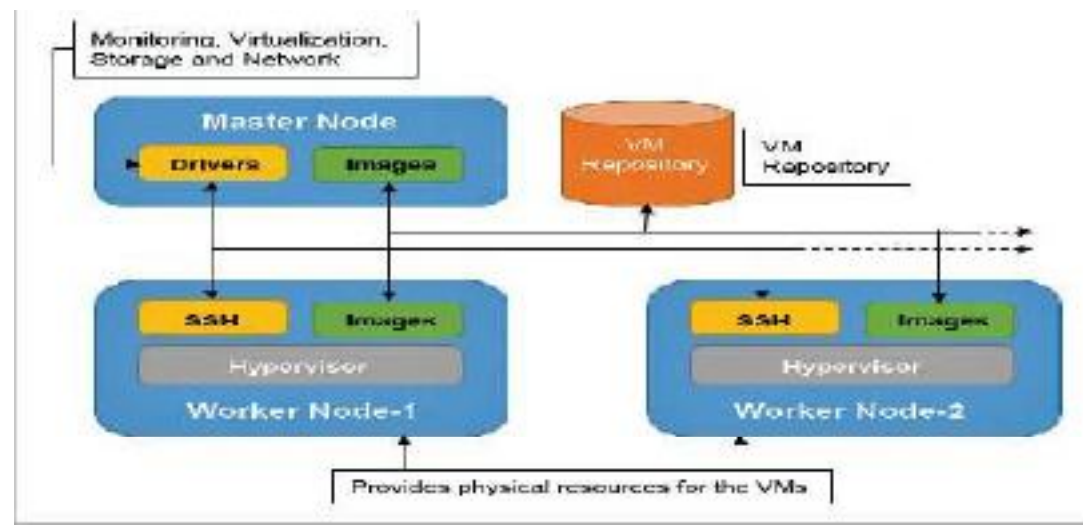 Monitoring, Virtualization,
Storage and Network
Master Node
Drivers
Images
VM
Repository
VM
Repository
SSH
Images
Hypervisor
Worker Node-1
SSH
Images
Hypervisor
Worker Node-2
Provides physical resources for the VMs